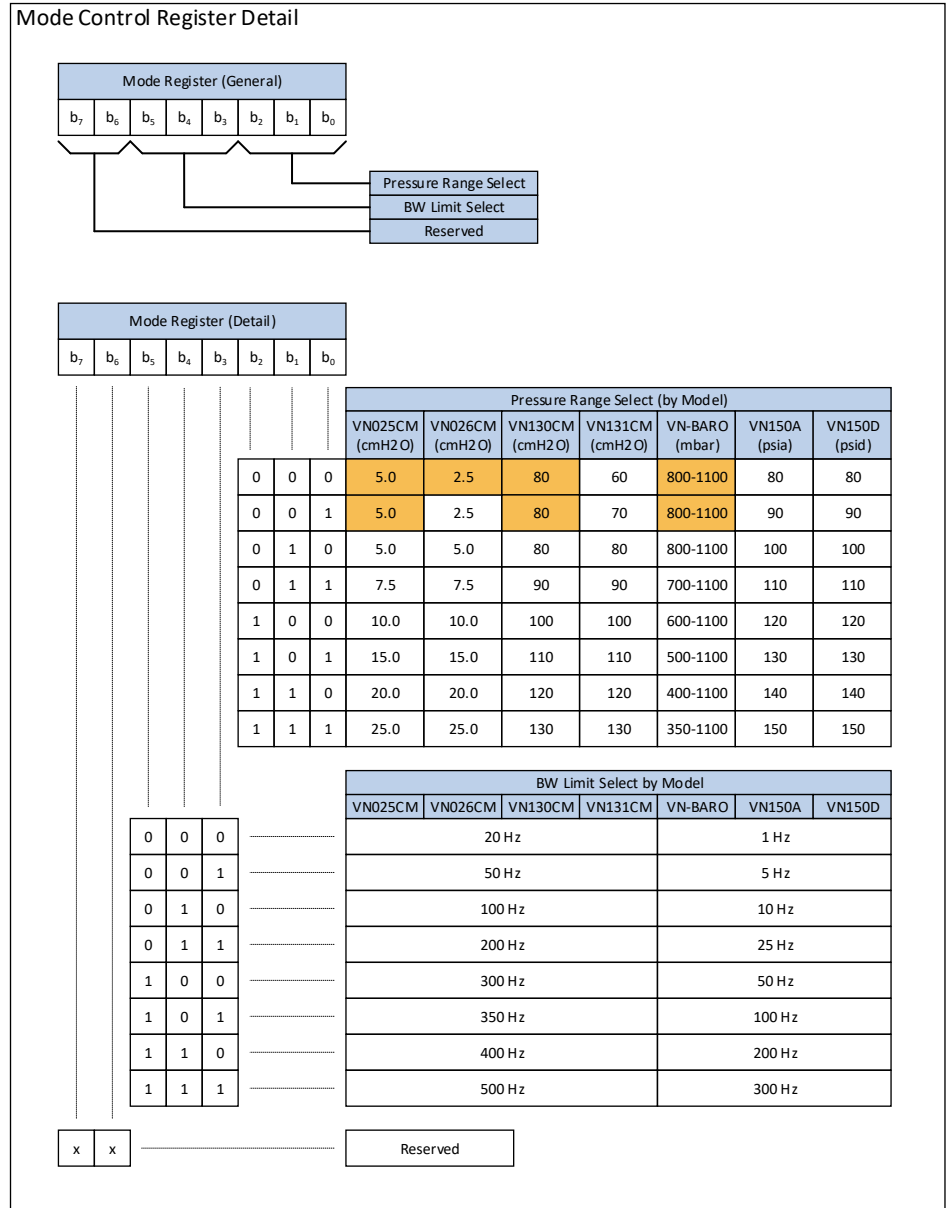 Mode Control Register Detail
Mode Register (General)
b₇ b₆ b₅ b₄ b₃ b₂ b₁ b₀
Pressure Range Select
BW Limit Select
Reserved
Mode Register (Detail)
b₇ b₆ b₅ b₄ b₃ b₂ b₁ b₀
Pressure Range Select (by Model)
VN025CM VN026CM VN130CM VN131CM VN-BARO VN150A VN150D
(cmH2O) (cmH2O) (cmH2O) (cmH2O) (mbar) (psia) (psid)
0 0 0 5.0 2.5 80 60 800-1100 80 80
0 0 1 5.0 2.5 80 70 800-1100 90 90
0 1 0 5.0 5.0 80 80 800-1100 100 100
0 1 1 7.5 7.5 90 90 700-1100 110 110
1 0 0 10.0 10.0 100 100 600-1100 120 120
1 0 1 15.0 15.0 110 110 500-1100 130 130
1 1 0 20.0 20.0 120 120 400-1100 140 140
1 1 1 25.0 25.0 130 130 350-1100 150 150
BW Limit Select by Model
VN025CM VN026CM VN130CM VN131CM VN-BARO VN150A VN150D
0 0 0 20 Hz 1 Hz
0 0 1 50 Hz 5 Hz
0 1 0 100 Hz 10 Hz
0 1 1 200 Hz 25 Hz
1 0 0 300 Hz 50 Hz
1 0 1 350 Hz 100 Hz
1 1 0 400 Hz 200 Hz
1 1 1 500 Hz 300 Hz
x x Reserved